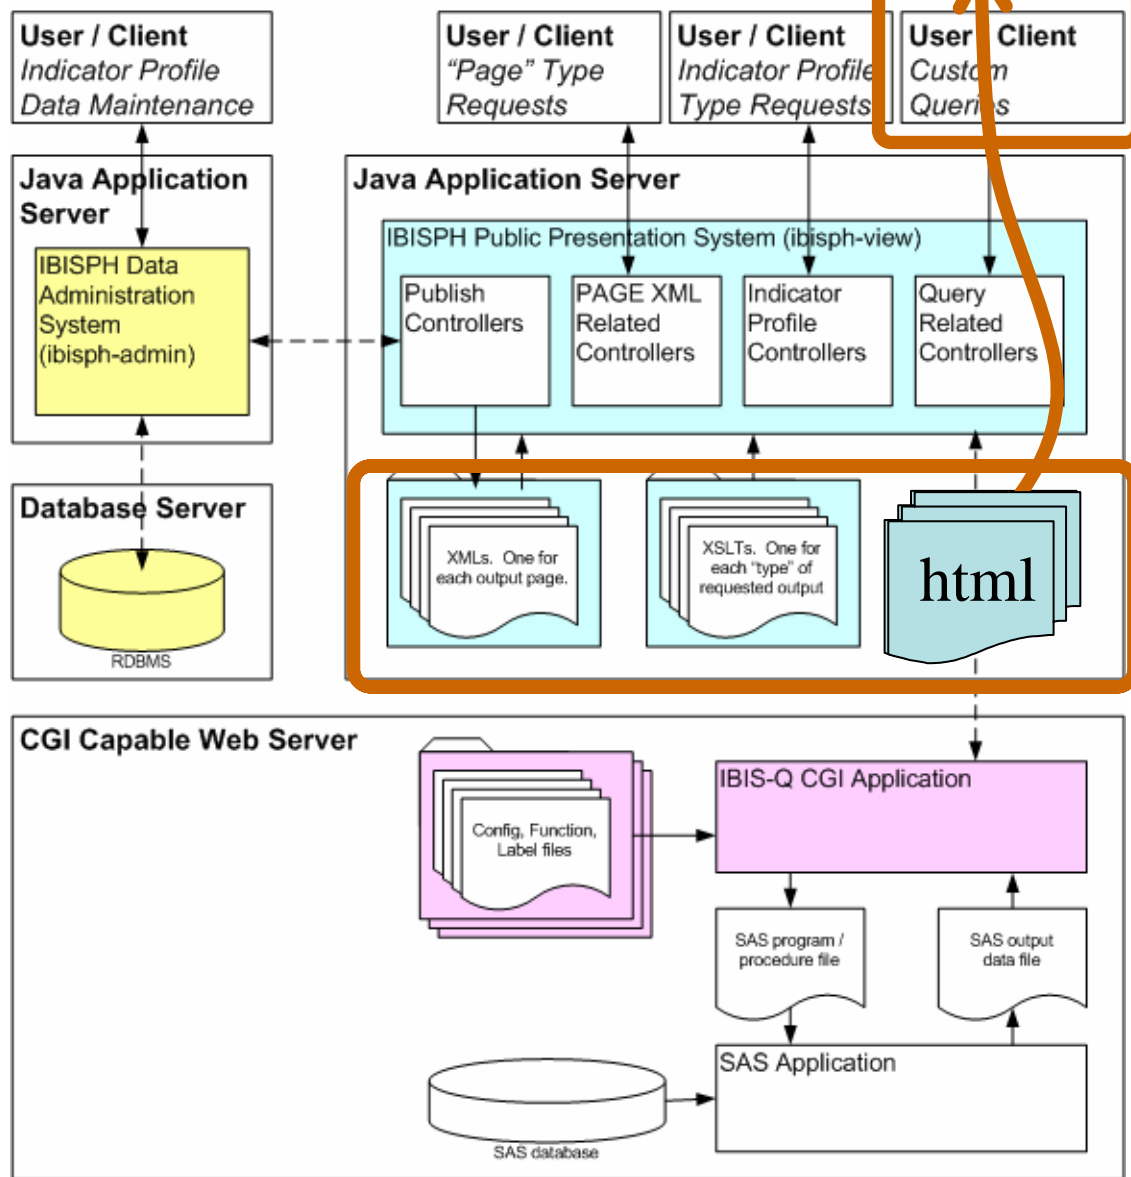 User / Client
Indicator Profile
Data Maintenance
User / Client
"Page" Type
Requests
User / Client
Indicator Profile
Type Requests
User / Client
Custom
Queries
Java Application
Server
IBISPH Data
Administration
System
(ibisph-admin)
Database Server
RDBMS
Java Application Server
IBISPH Public Presentation System (ibisph-view)
Publish
Controllers
PAGE XML
Related
Controllers
Indicator
Profile
Controllers
Query
Related
Controllers
XMLs. One for
each output page.
XSLTs. One for
each "type" of
requested output
html
CGI Capable Web Server
Config, Function,
Label files
IBIS-Q CGI Application
SAS program /
procedure file
SAS output
data file
SAS Application
SAS database